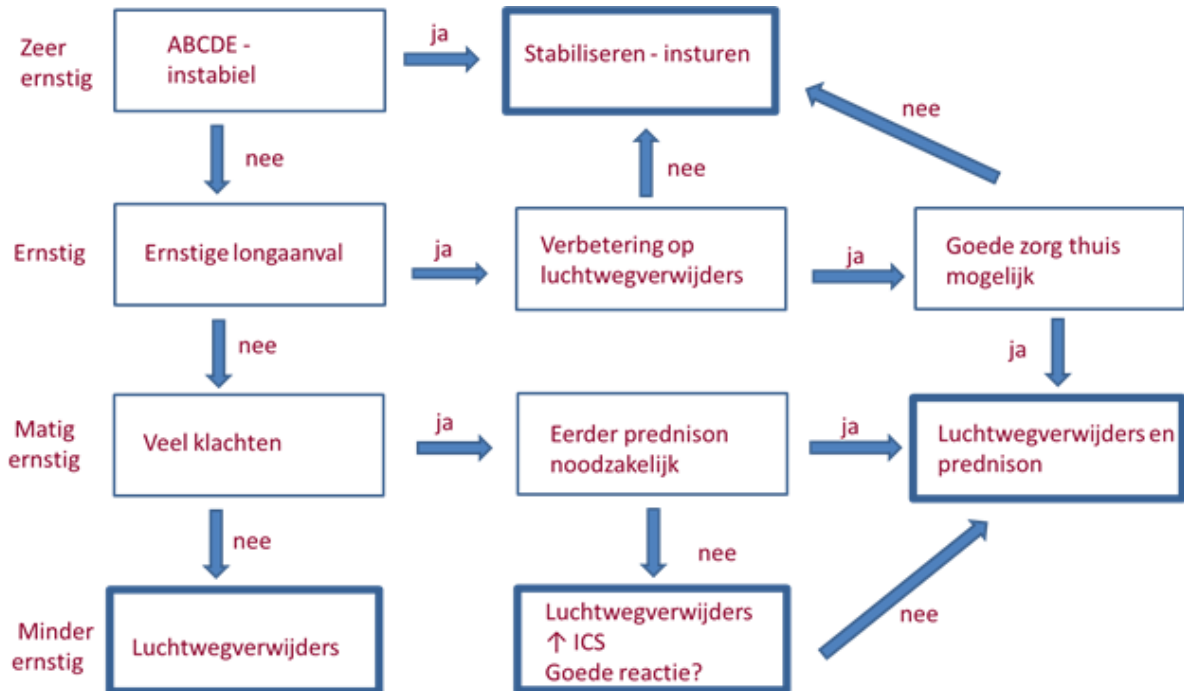 Zeer
ernstig
ABCDE -
instabiel
ja
Stabiliseren - insturen
nee
nee
nee
Ernstig
Ernstige longaanval
ja
Verbetering op
luchtwegverwijders
ja
Goede zorg thuis
mogelijk
nee
ja
Matig
ernstig
Veel klachten
ja
Eerder prednison
noodzakelijk
ja
Luchtwegverwijders en
prednison
nee
nee
nee
Minder
ernstig
Luchtwegverwijders
Luchtwegverwijders
↑ ICS
Goede reactie?